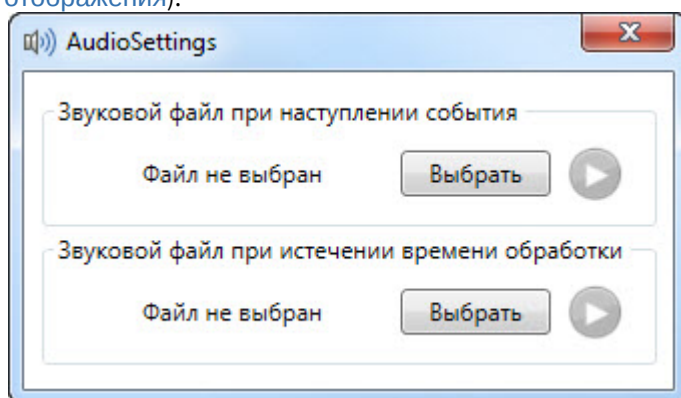 отображения).
AudioSettings
Звуковой файл при наступлении события
Файл не выбран Выбрать
Звуковой файл при истечении времени обработки
Файл не выбран Выбрать